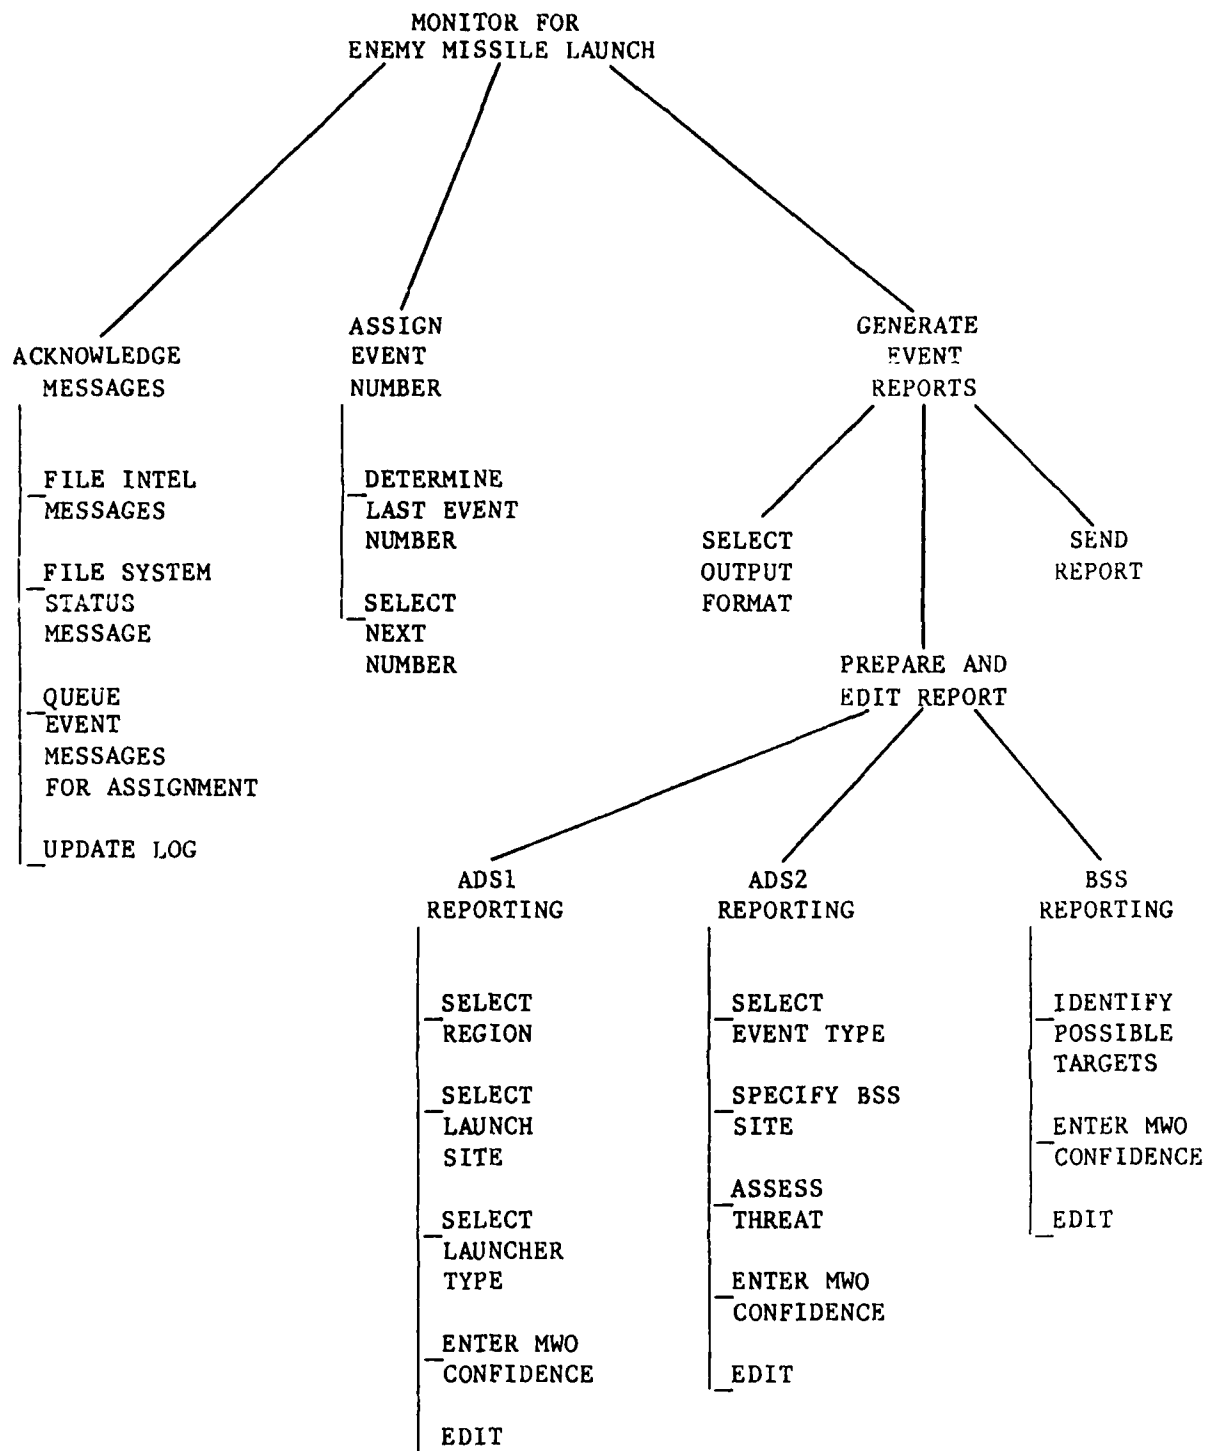 MONITOR FOR
ENEMY MISSILE LAUNCH
ACKNOWLEDGE
MESSAGES
FILE INTEL
MESSAGES
FILE SYSTEM
STATUS
MESSAGE
QUEUE
EVENT
MESSAGES
FOR ASSIGNMENT
UPDATE LOG
ASSIGN
EVENT
NUMBER
DETERMINE
LAST EVENT
NUMBER
SELECT
NEXT
NUMBER
GENERATE
EVENT
REPORTS
SELECT
OUTPUT
FORMAT
PREPARE AND
EDIT REPORT
SEND
REPORT
ADS1
REPORTING
SELECT
REGION
SELECT
LAUNCH
SITE
SELECT
LAUNCHER
TYPE
ENTER MWO
CONFIDENCE
EDIT
ADS2
REPORTING
SELECT
EVENT TYPE
SPECIFY BSS
SITE
ASSESS
THREAT
ENTER MWO
CONFIDENCE
EDIT
BSS
REPORTING
IDENTIFY
POSSIBLE
TARGETS
ENTER MWO
CONFIDENCE
EDIT